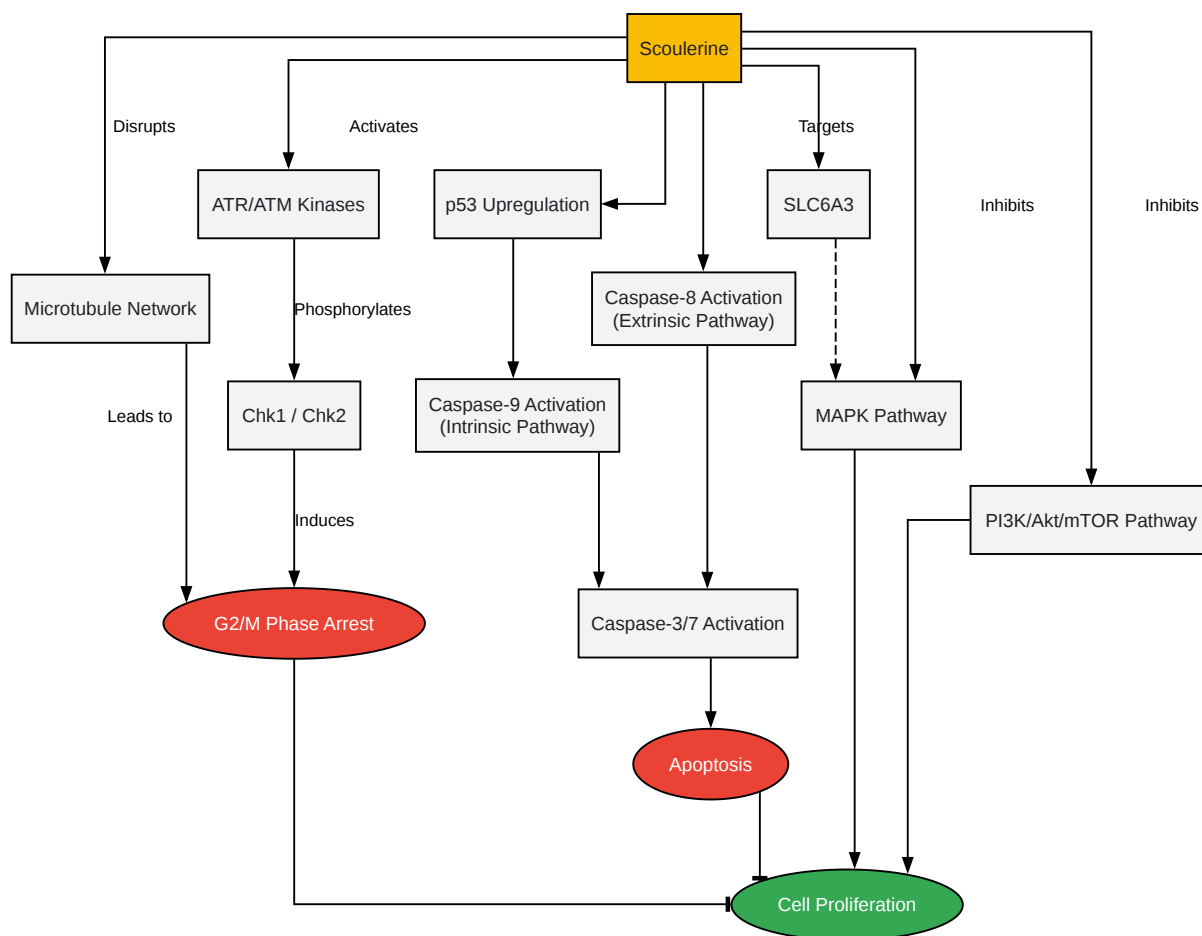 Scoulerine
Disrupts
Activates
Targets
Inhibits
Inhibits
ATR/ATM Kinases
p53 Upregulation
SLC6A3
Microtubule Network
Phosphorylates
Caspase-8 Activation
(Extrinsic Pathway)
Leads to
Chk1 / Chk2
Caspase-9 Activation
(Intrinsic Pathway)
MAPK Pathway
Induces
PI3K/Akt/mTOR Pathway
G2/M Phase Arrest
Caspase-3/7 Activation
Apoptosis
Cell Proliferation